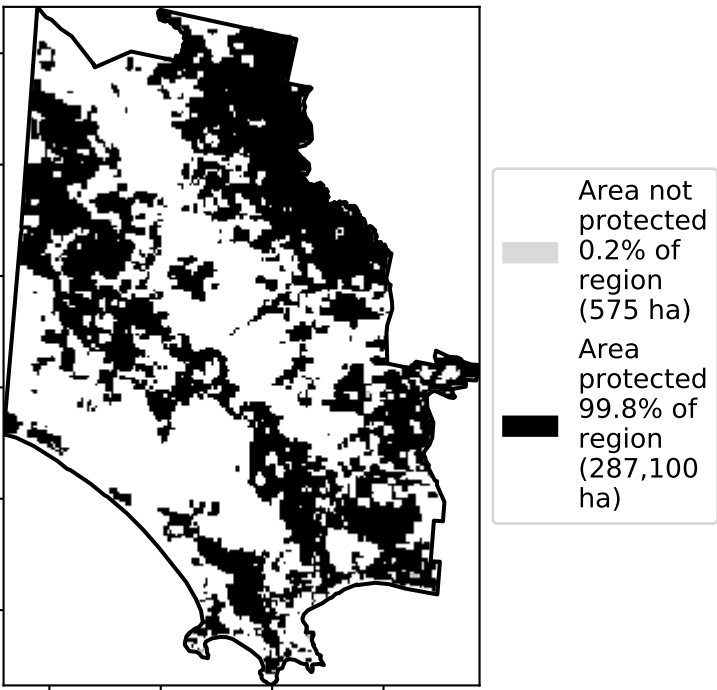 Area not
protected
0.2% of
region
(575 ha)
Area
protected
99.8% of
region
(287,100
ha)